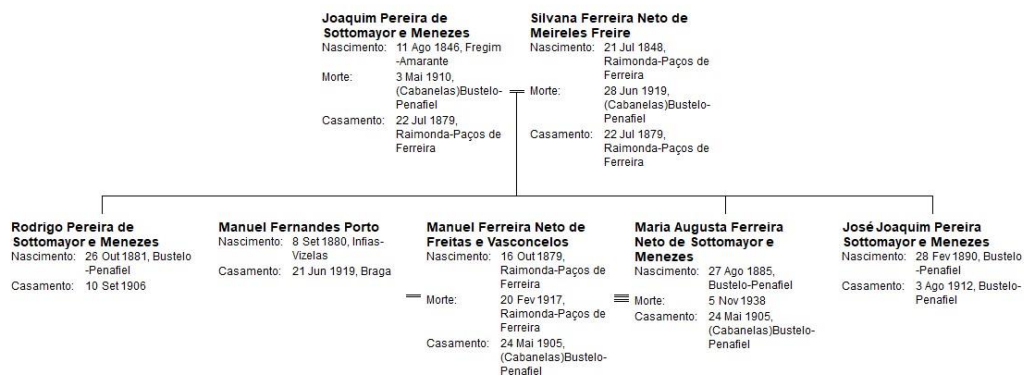 Joaquim Pereira de
Sottomayor e Menezes
Nascimento: 11 Ago 1846, Fregim
-Amarante
Morte: 3 Mai 1910,
(Cabanelas)Bustelo-
Penafiel
Casamento: 22 Jul 1879,
Raimonda-Paços de
Ferreira
Silvana Ferreira Neto de
Meireles Freire
Nascimento: 21 Jul 1848,
Raimonda-Paços de
Ferreira
Morte: 28 Jun 1919,
(Cabanelas)Bustelo-
Penafiel
Casamento: 22 Jul 1879,
Raimonda-Paços de
Ferreira
Rodrigo Pereira de
Sottomayor e Menezes
Nascimento: 26 Out 1881, Bustelo
-Penafiel
Casamento: 10 Set 1906
Manuel Fernandes Porto
Nascimento: 8 Set 1880, Infias-
Vizelas
Casamento: 21 Jun 1919, Braga
Manuel Ferreira Neto de
Freitas e Vasconcelos
Nascimento: 16 Out 1879,
Raimonda-Paços de
Ferreira
Morte: 20 Fev 1917,
Raimonda-Paços de
Ferreira
Casamento: 24 Mai 1905,
(Cabanelas)Bustelo-
Penafiel
Maria Augusta Ferreira
Neto de Sottomayor e
Menezes
Nascimento: 27 Ago 1885,
Bustelo-Penafiel
Morte: 5 Nov 1938
Casamento: 24 Mai 1905,
(Cabanelas)Bustelo-
Penafiel
José Joaquim Pereira
Sottomayor e Menezes
Nascimento: 28 Fev 1890, Bustelo
-Penafiel
Casamento: 3 Ago 1912, Bustelo-
Penafiel